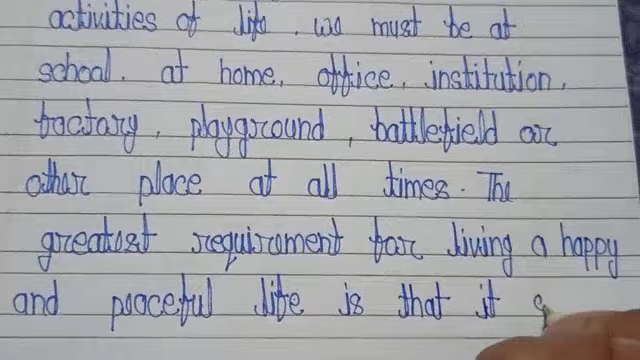 activities of life. we must be at
school. at home, office, institution,
factory, playground, battlefield or
other place at all times. The
greatest requirement for living a happy
and peaceful life is that it